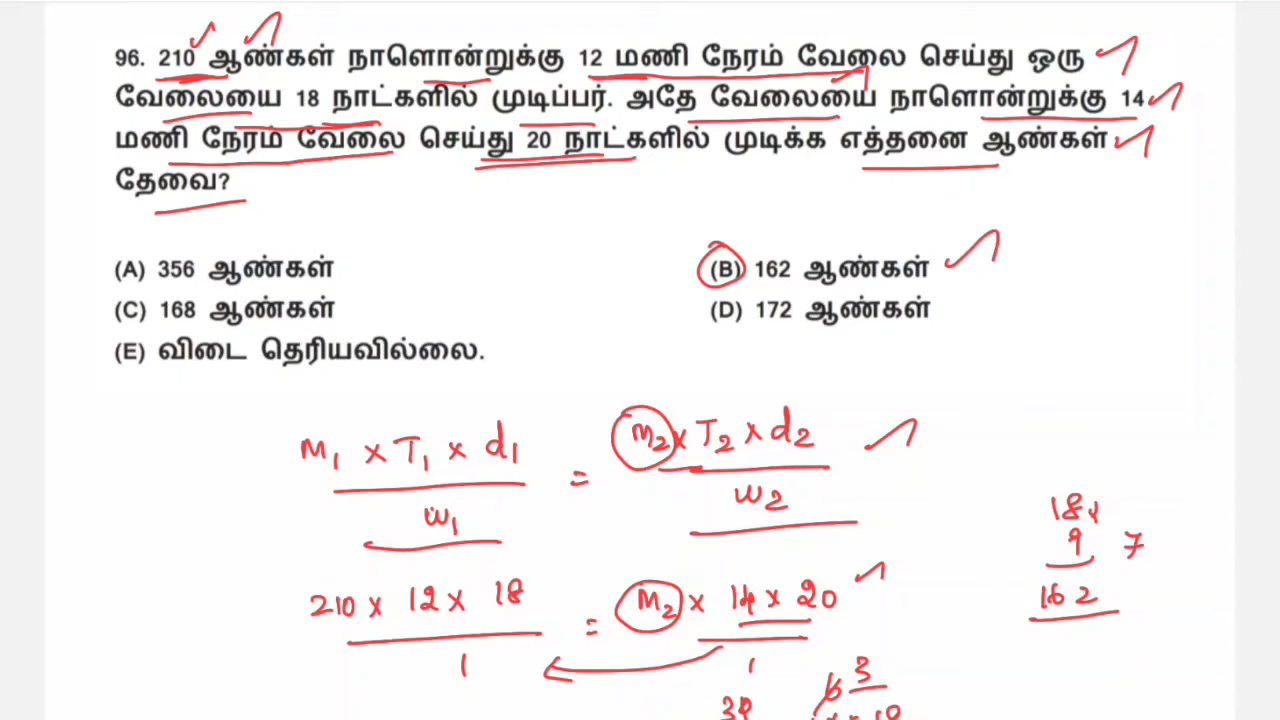 96. 210 ஆண்கள் நாளொன்றுக்கு 12 மணி நேரம் வேலை செய்து ஒரு
வேலையை 18 நாட்களில் முடிப்பர். அதே வேலையை நாளொன்றுக்கு 14
மணி நேரம் வேலை செய்து 20 நாட்களில் முடிக்க எத்தனை ஆண்கள்
தேவை?
(A) 356 ஆண்கள் (B) 162 ஆண்கள்
(C) 168 ஆண்கள் (D) 172 ஆண்கள்
(E) விடை தெரியவில்லை.
M1 x T1 x d1 = M2 x T2 x d2
w1 w2
18 x
9 7
162
210 x 12 x 18 = M2 x 14 x 20
1 1
3